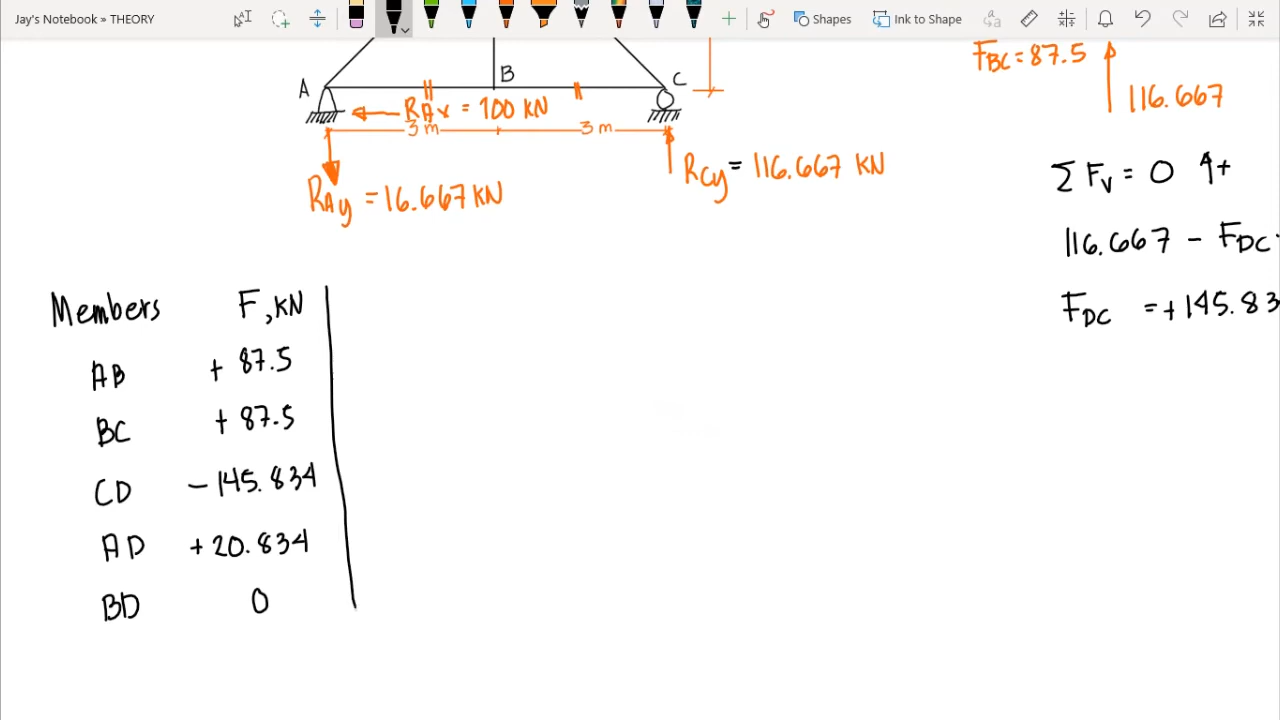 Jay's Notebook » THEORY
Shapes
Ink to Shape
A
B
C
RAx = 100 KN
3 m
3 m
RAy = 16.667 KN
Rcy = 116.667 KN
FBC = 87.5
116.667
Σ Fv = 0 ↑+
116.667 - FDC
FDC = +145.83
Members F, KN
AB + 87.5
BC + 87.5
CD - 145.834
AD + 20.834
BD 0